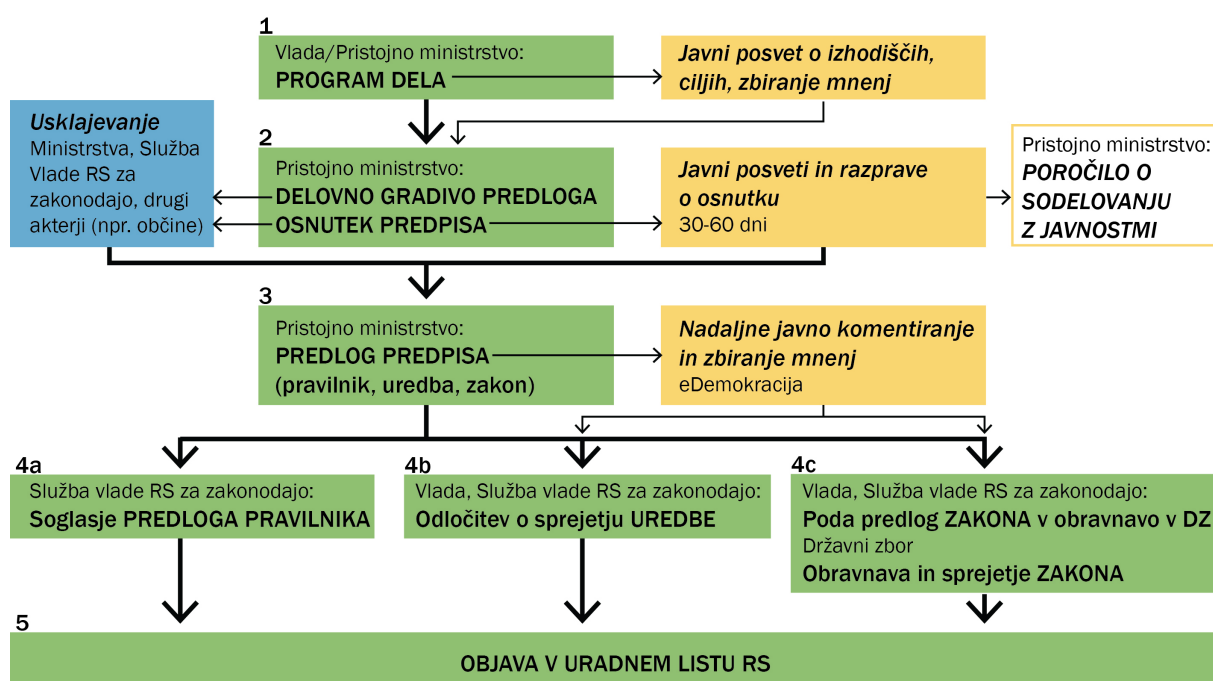 1
Vlada/Pristojno ministrstvo:
PROGRAM DELA
Javni posvet o izhodiščih,
ciljih, zbiranje mnenj
Usklajevanje
Ministrstva, Služba
Vlade RS za
zakonodajo, drugi
akterji (npr. občine)
2
Pristojno ministrstvo:
DELOVNO GRADIVO PREDLOGA
OSNUTEK PREDPISA
Javni posveti in razprave
o osnutku
30-60 dni
Pristojno ministrstvo:
POROČILO O
SODELOVANJU
Z JAVNOSTMI
3
Pristojno ministrstvo:
PREDLOG PREDPISA
(pravilnik, uredba, zakon)
Nadaljne javno komentiranje
in zbiranje mnenj
eDemokracija
4a
Služba vlade RS za zakonodajo:
Soglasje PREDLOGA PRAVILNIKA
4b
Vlada, Služba vlade RS za zakonodajo:
Odločitev o sprejetju UREDBE
4c
Vlada, Služba vlade RS za zakonodajo:
Poda predlog ZAKONA v obravnavo v DZ
Državni zbor
Obravnava in sprejetje ZAKONA
5
OBJAVA V URADNEM LISTU RS